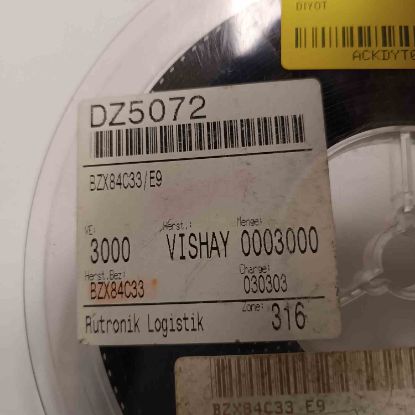 DIYOT
ACKDYT0
DZ5072
BZX84C33/E9
VE: Herst.: Menge:
3000 VISHAY 0003000
Herst.Bez: Charge:
BZX84C33 030303
Zone:
Rutronik Logistik 316
BZX84C33 E9